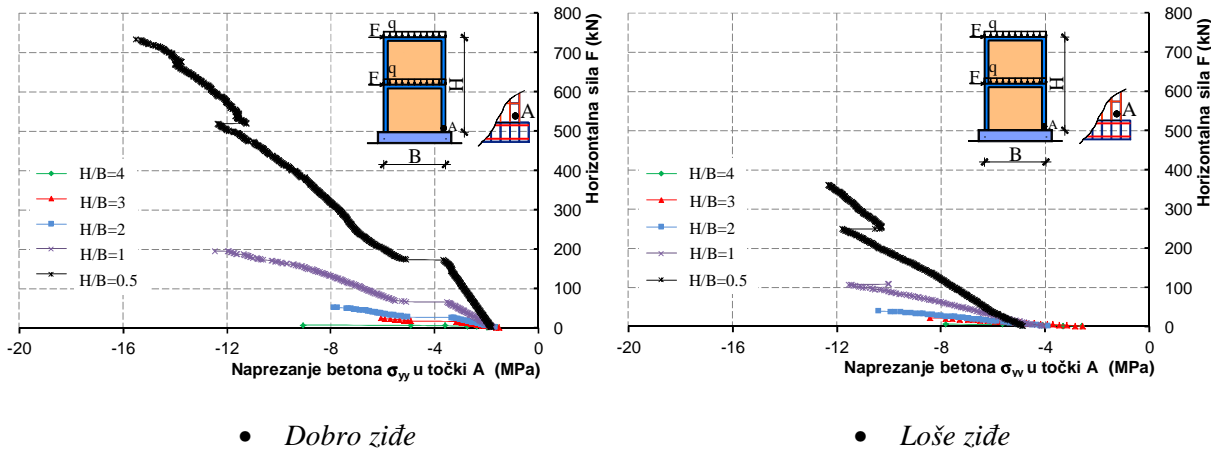 800
700
600
500
400
300
200
100
0
Horizontalna sila F (kN)
q
F
q
F
H
A
B
A
H/B=4
H/B=3
H/B=2
H/B=1
H/B=0.5
-20 -16 -12 -8 -4 0
Naprezanje betona σyy u točki A (MPa)
• Dobro ziđe
800
700
600
500
400
300
200
100
0
Horizontalna sila F (kN)
q
F
q
F
H
A
B
A
H/B=4
H/B=3
H/B=2
H/B=1
H/B=0.5
-20 -16 -12 -8 -4 0
Naprezanje betona σyy u točki A (MPa)
• Loše ziđe